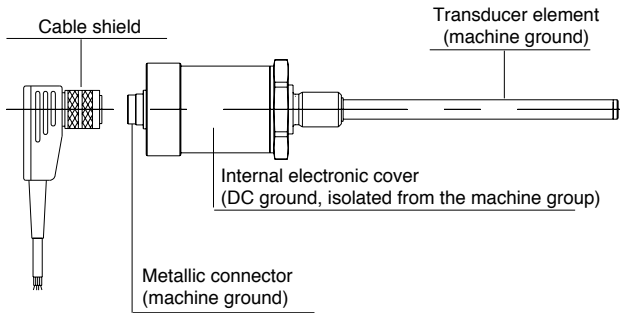 Cable shield
Transducer element
(machine ground)
Internal electronic cover
(DC ground, isolated from the machine group)
Metallic connector
(machine ground)